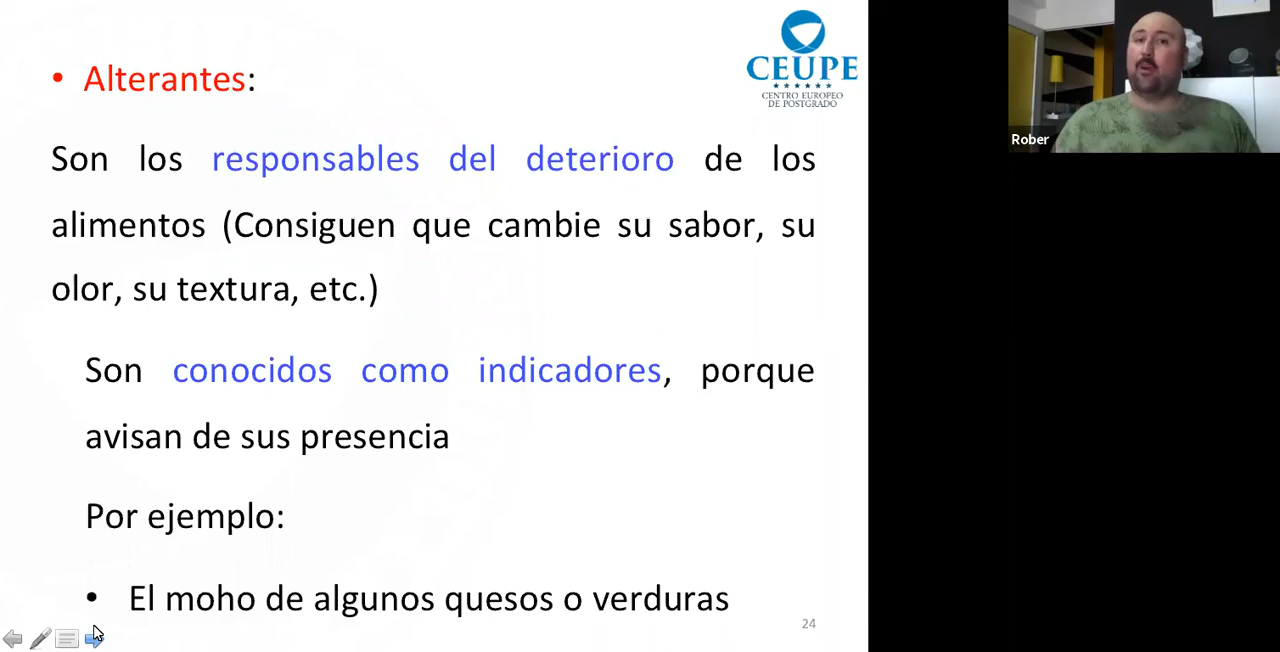 • Alterantes:
CEUPE
CENTRO EUROPEO
DE POSTGRADO
Son los responsables del deterioro de los
alimentos (Consiguen que cambie su sabor, su
olor, su textura, etc.)
Son conocidos como indicadores, porque
avisan de sus presencia
Por ejemplo:
• El moho de algunos quesos o verduras
24
Rober